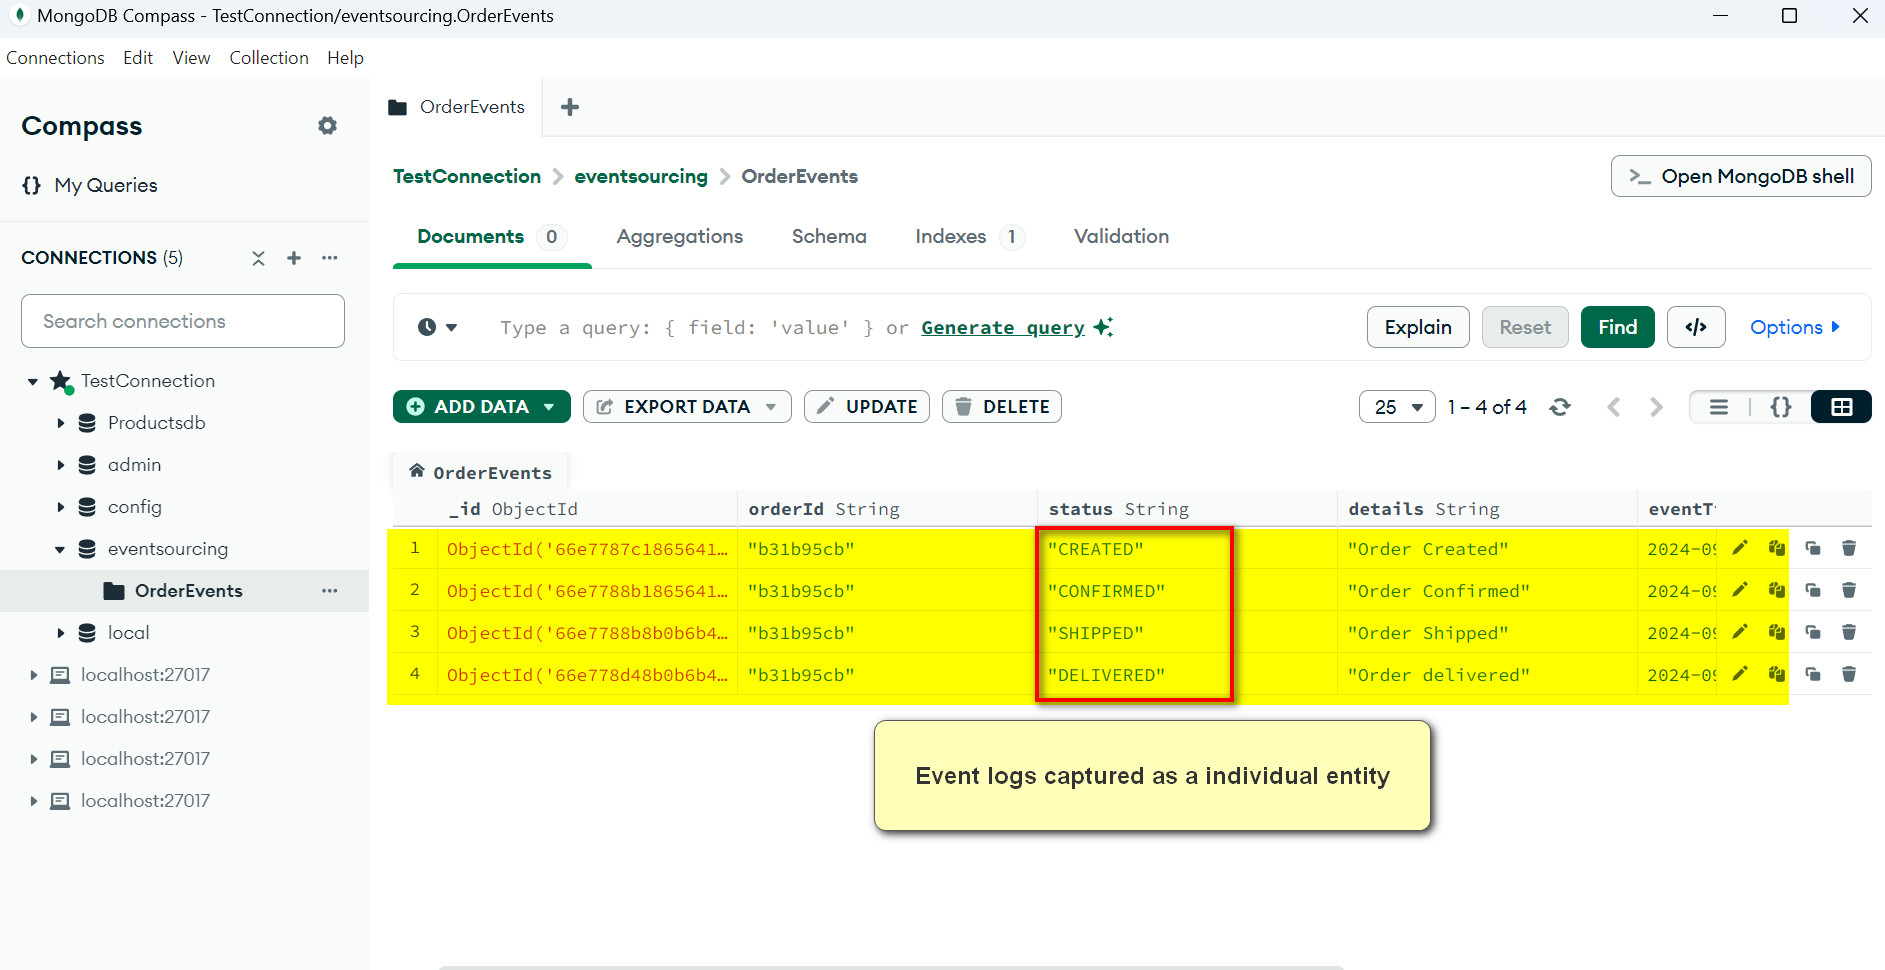 MongoDB Compass - TestConnection/eventsourcing.OrderEvents
Connections Edit View Collection Help
Compass
My Queries
CONNECTIONS (5)
Search connections
TestConnection
Productsdb
admin
config
eventsourcing
OrderEvents
local
localhost:27017
localhost:27017
localhost:27017
localhost:27017
OrderEvents
TestConnection > eventsourcing > OrderEvents
>_ Open MongoDB shell
Documents 0 Aggregations Schema Indexes 1 Validation
Type a query: { field: 'value' } or Generate query
Explain Reset Find </> Options
ADD DATA EXPORT DATA UPDATE DELETE
25 1 – 4 of 4
OrderEvents
_id ObjectId orderId String status String details String eventT
1 ObjectId('66e7787c1865641… "b31b95cb" "CREATED" "Order Created" 2024-09
2 ObjectId('66e7788b1865641… "b31b95cb" "CONFIRMED" "Order Confirmed" 2024-09
3 ObjectId('66e7788b8b0b6b4… "b31b95cb" "SHIPPED" "Order Shipped" 2024-09
4 ObjectId('66e778d48b0b6b4… "b31b95cb" "DELIVERED" "Order delivered" 2024-09
Event logs captured as a individual entity